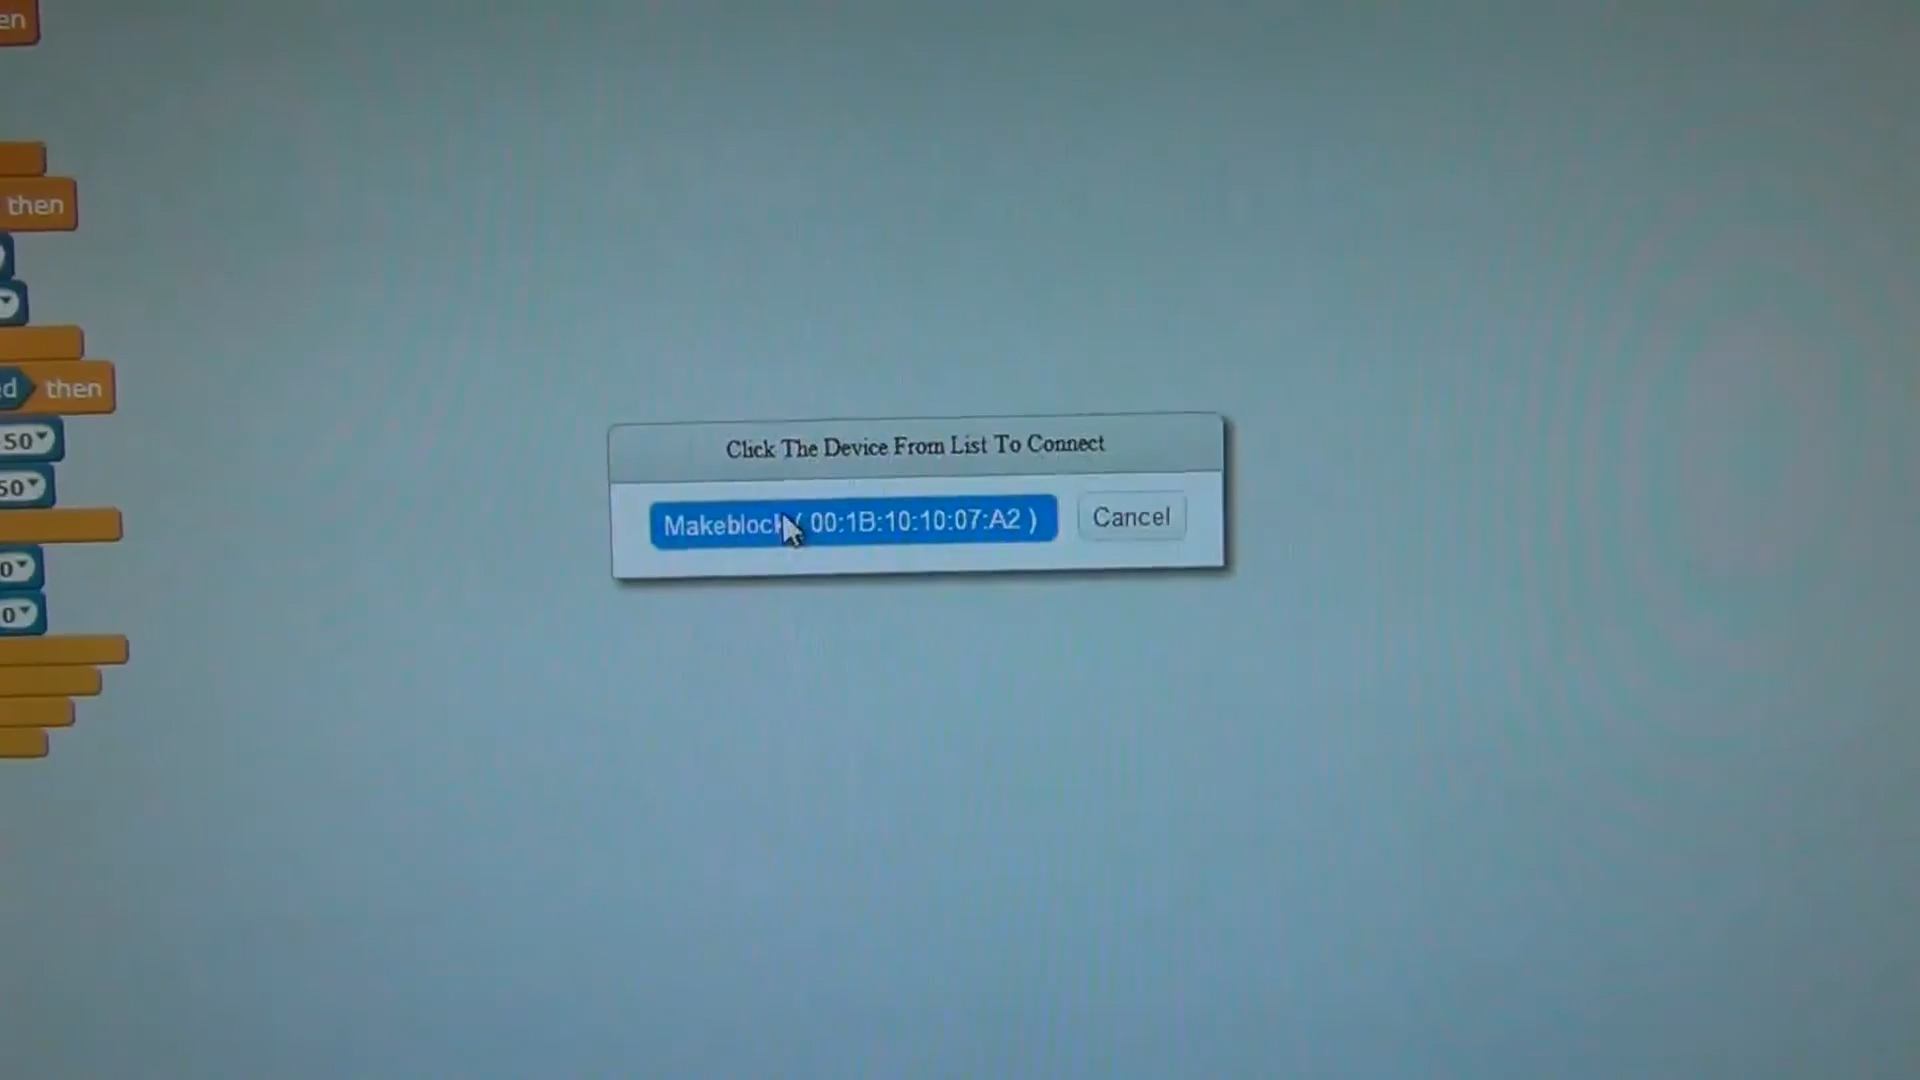 en
then
ed then
50
50
0
0
Click The Device From List To Connect
Makeblock ( 00:1B:10:10:07:A2 ) Cancel